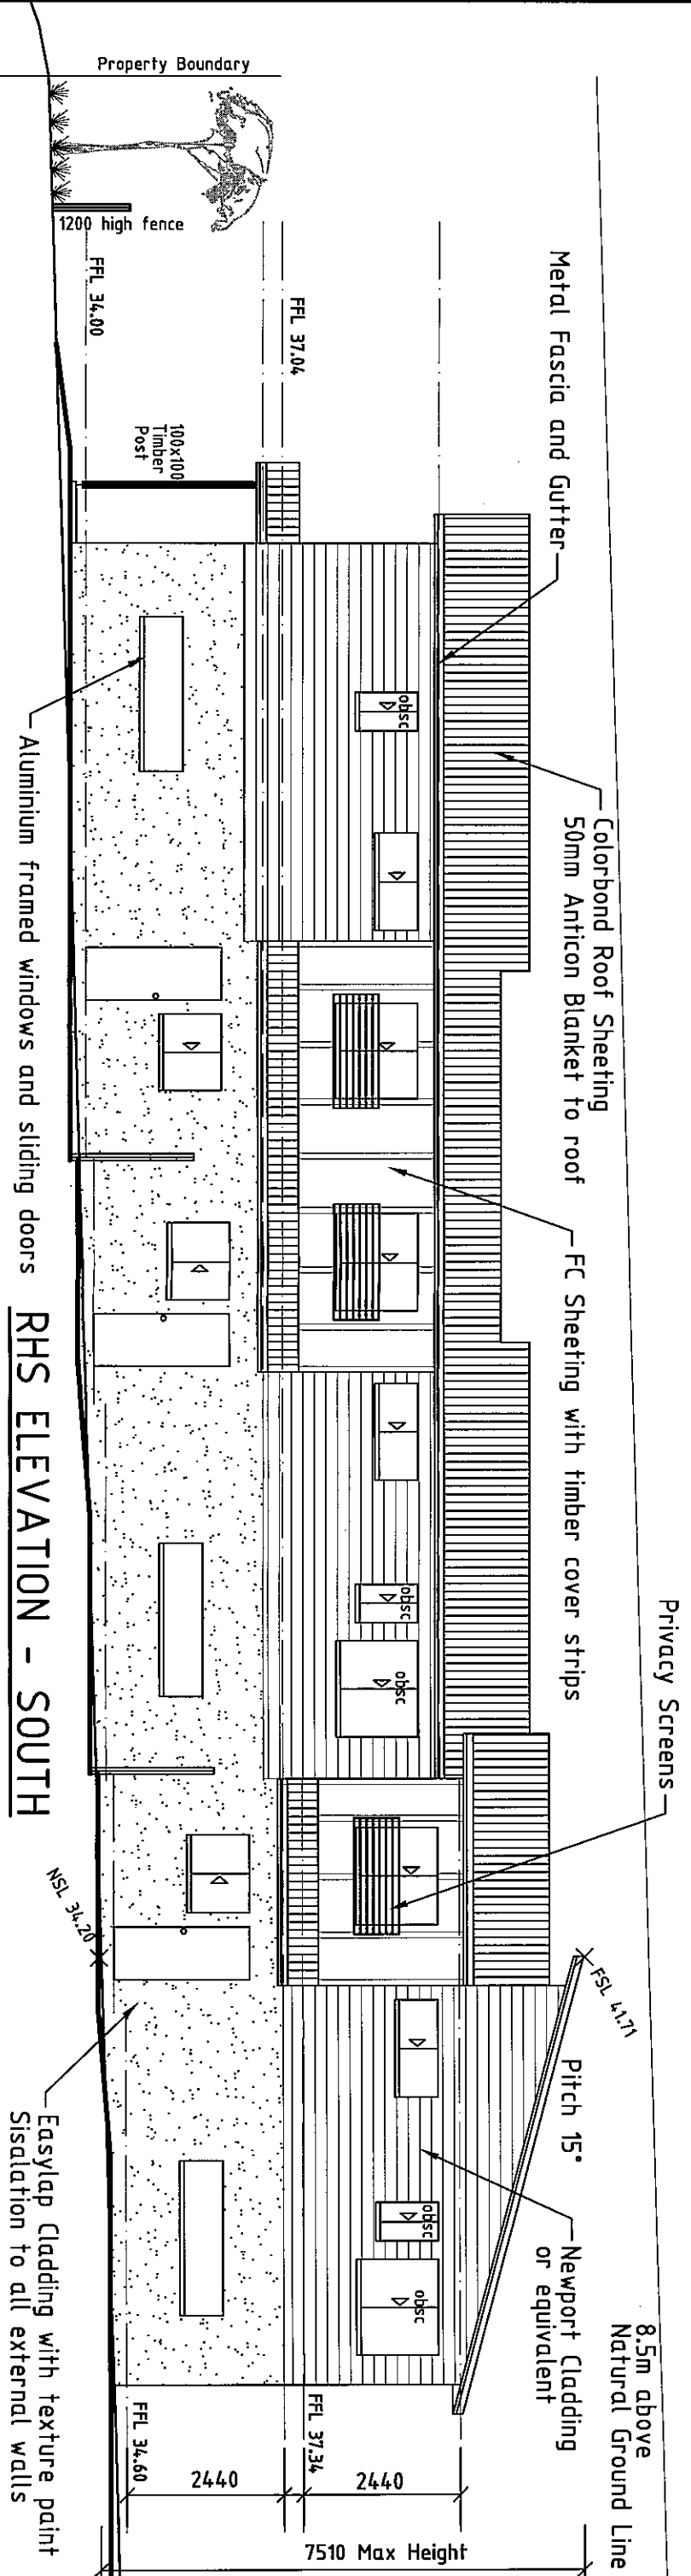 Property Boundary
1200 high fence
FFL 34.00
FFL 37.04
100x100
Timber
Post
Metal Fascia and Gutter
Colorbond Roof Sheeting
50mm Anticon Blanket to roof
FC Sheeting with timber cover strips
Privacy Screens
obsc
obsc
obsc
obsc
obsc
Aluminium framed windows and sliding doors
RHS ELEVATION - SOUTH
NSL 34.20
FSL 41.71
Pitch 15°
Newport Cladding
or equivalent
8.5m above
Natural Ground Line
Easylap Cladding with texture paint
Sisalation to all external walls
FFL 34.60
FFL 37.34
2440
2440
7510 Max Height